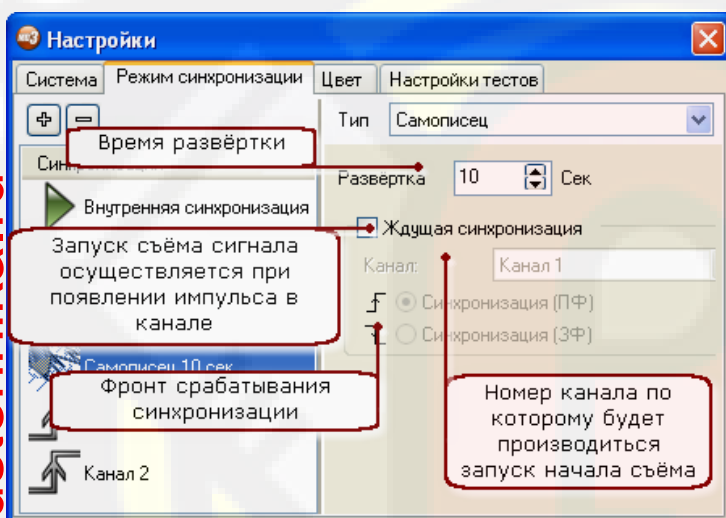 Настройки
Система Режим синхронизации Цвет Настройки тестов
Тип Самописец
Время развёртки
Развёртка 10 Сек
Внутренняя синхронизация
Ждущая синхронизация
Запуск съёма сигнала
осуществляется при
появлении импульса в
канале
Канал: Канал 1
Синхронизация (ПФ)
Синхронизация (ЗФ)
Самописец 10 сек
Фронт срабатывания
синхронизации
Номер канала по
которому будет
производиться
запуск начала съёма
Канал 2